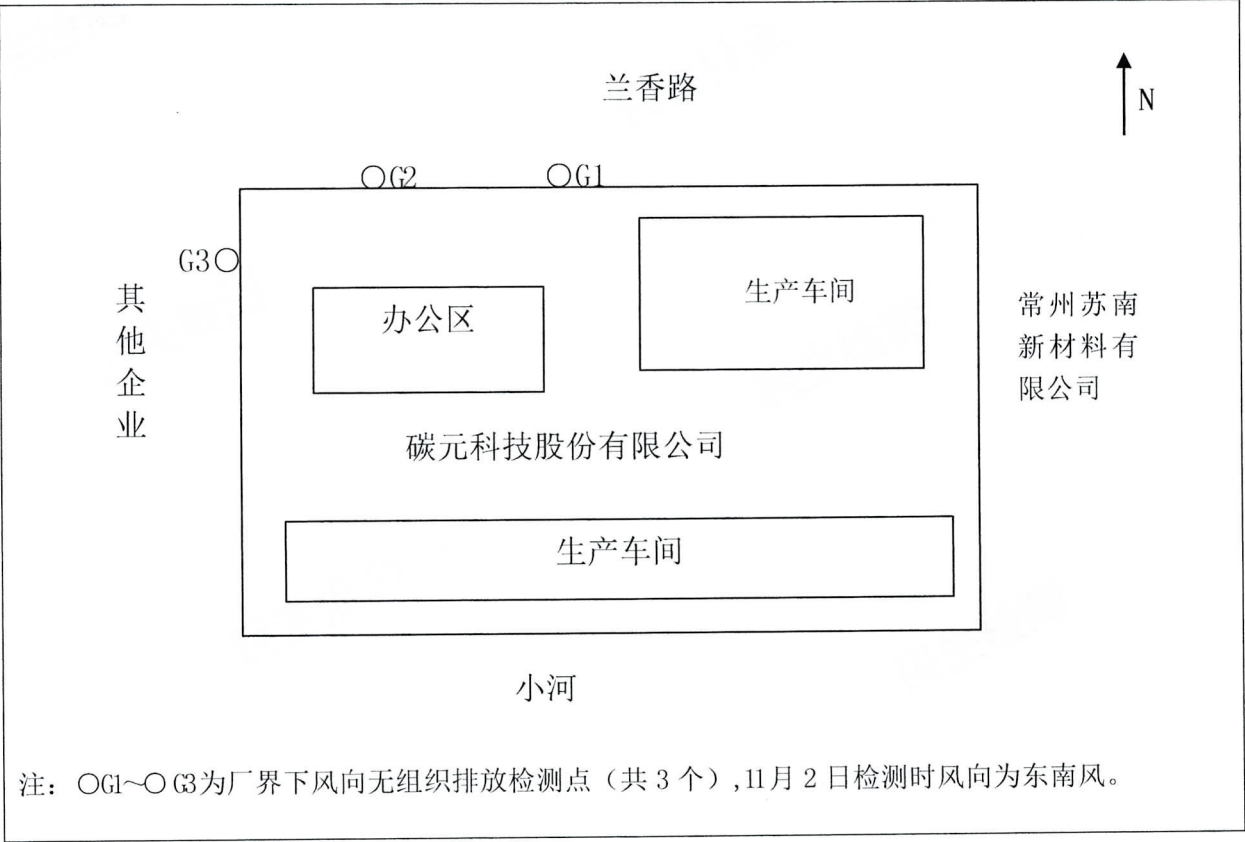 兰香路
N
○G2
○G1
G3○
其他企业
办公区
生产车间
常州苏南
新材料有
限公司
碳元科技股份有限公司
生产车间
小河
注：○G1～○G3为厂界下风向无组织排放检测点（共3个）,11月2日检测时风向为东南风。